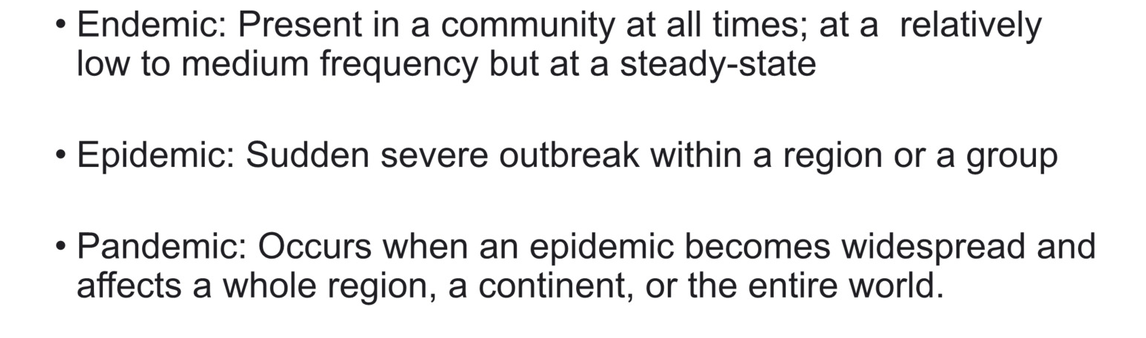 • Endemic: Present in a community at all times; at a  relatively
low to medium frequency but at a steady-state
• Epidemic: Sudden severe outbreak within a region or a group
• Pandemic: Occurs when an epidemic becomes widespread and
affects a whole region, a continent, or the entire world.